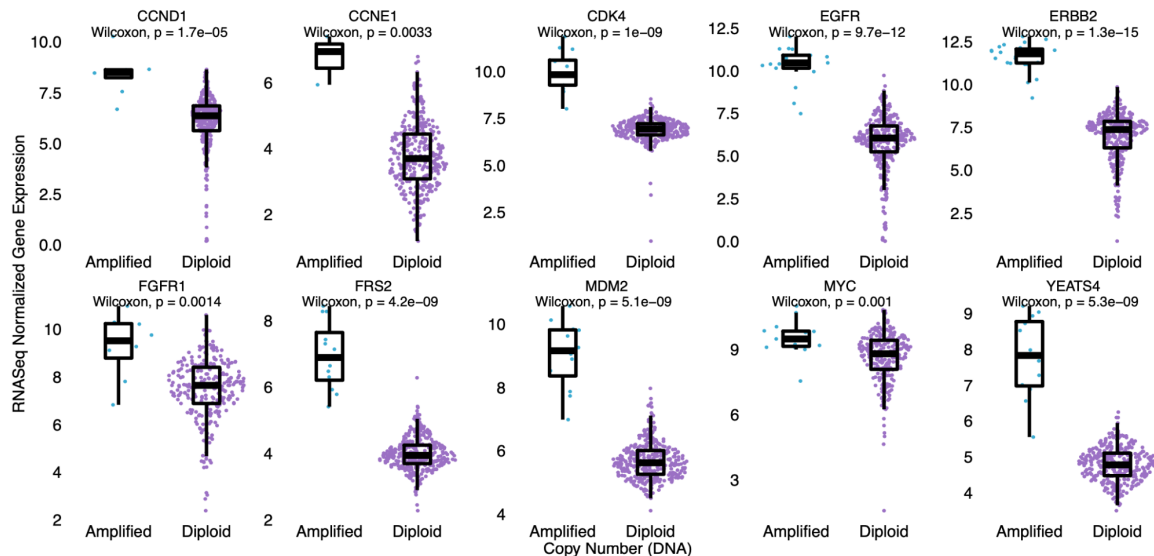 CCND1
Wilcoxon, p = 1.7e−05
CCNE1
Wilcoxon, p = 0.0033
CDK4
Wilcoxon, p = 1e−09
EGFR
Wilcoxon, p = 9.7e−12
ERBB2
Wilcoxon, p = 1.3e−15
10.0
7.5
5.0
2.5
0.0
6
4
2
10.0
7.5
5.0
2.5
12.5
10.0
7.5
5.0
2.5
0.0
12.5
10.0
7.5
5.0
2.5
Amplified Diploid
Amplified Diploid
Amplified Diploid
Amplified Diploid
Amplified Diploid
RNASeq Normalized Gene Expression
FGFR1
Wilcoxon, p = 0.0014
FRS2
Wilcoxon, p = 4.2e−09
MDM2
Wilcoxon, p = 5.1e−09
MYC
Wilcoxon, p = 0.001
YEATS4
Wilcoxon, p = 5.3e−09
10
8
6
4
2
8
6
4
2
10
8
6
4
9
6
3
9
8
7
6
5
4
Amplified Diploid
Amplified Diploid
Amplified Diploid
Amplified Diploid
Amplified Diploid
Copy Number (DNA)